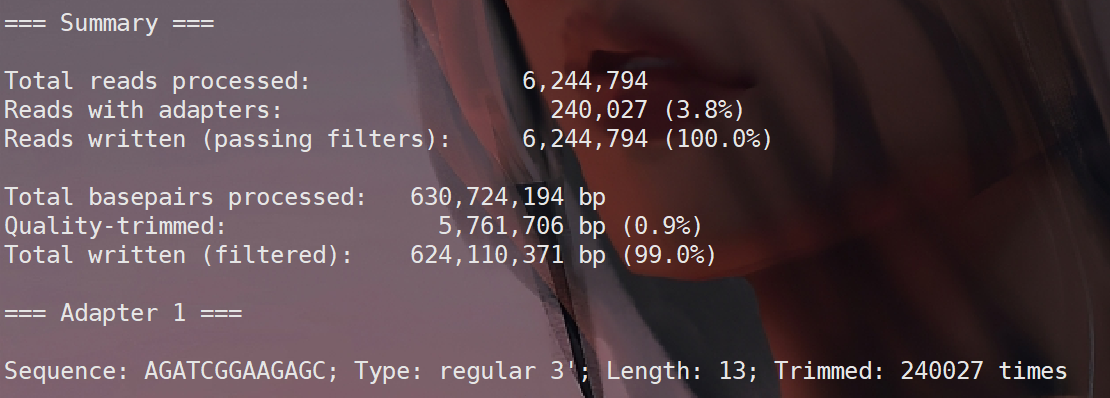 === Summary ===
Total reads processed: 6,244,794
Reads with adapters: 240,027 (3.8%)
Reads written (passing filters): 6,244,794 (100.0%)
Total basepairs processed: 630,724,194 bp
Quality-trimmed: 5,761,706 bp (0.9%)
Total written (filtered): 624,110,371 bp (99.0%)
=== Adapter 1 ===
Sequence: AGATCGGAAGAGC; Type: regular 3'; Length: 13; Trimmed: 240027 times